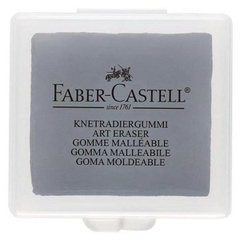 FABER-CASTELL
since 1761
KNETRADIERGUMMI
ART ERASER
GOMME MALLÉABLE
GOMMA MALLEABILE
GOMA MOLDEABLE